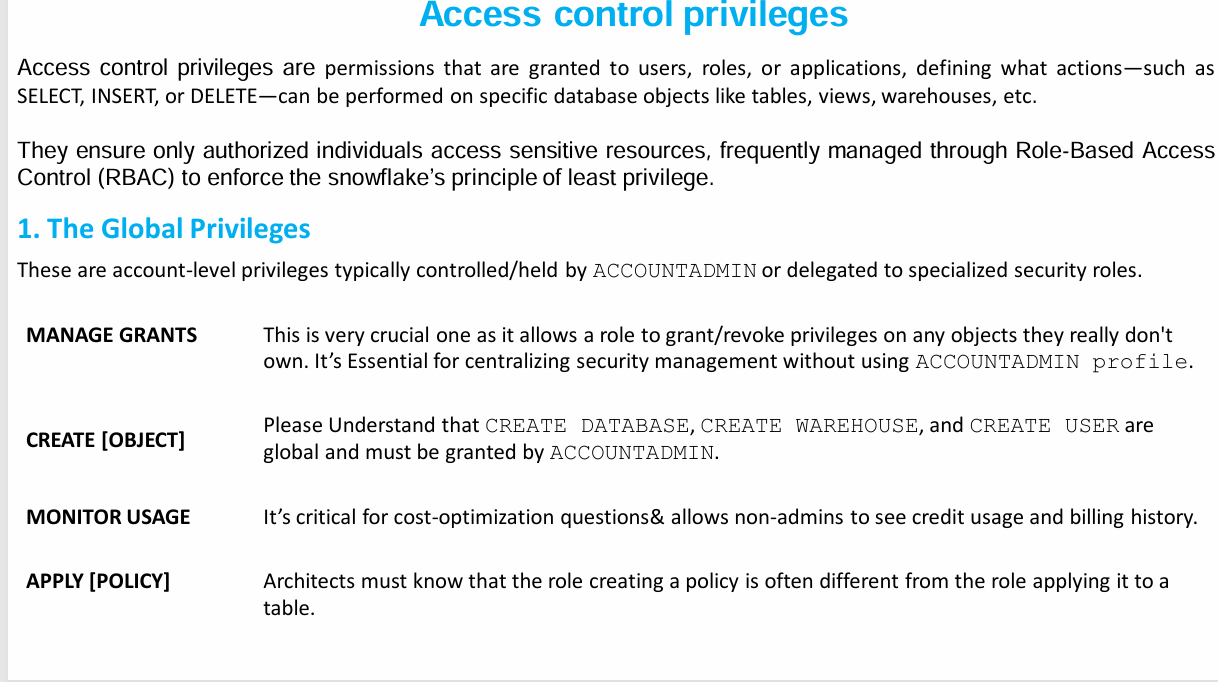 Access control privileges
Access control privileges are permissions that are granted to users, roles, or applications, defining what actions—such as
SELECT, INSERT, or DELETE—can be performed on specific database objects like tables, views, warehouses, etc.
They ensure only authorized individuals access sensitive resources, frequently managed through Role-Based Access
Control (RBAC) to enforce the snowflake’s principle of least privilege.
1. The Global Privileges
These are account-level privileges typically controlled/held by ACCOUNTADMIN or delegated to specialized security roles.
MANAGE GRANTS This is very crucial one as it allows a role to grant/revoke privileges on any objects they really don't
own. It’s Essential for centralizing security management without using ACCOUNTADMIN profile.
Please Understand that CREATE DATABASE, CREATE WAREHOUSE, and CREATE USER are
CREATE [OBJECT]
global and must be granted by ACCOUNTADMIN.
MONITOR USAGE It’s critical for cost-optimization questions& allows non-admins to see credit usage and billing history.
APPLY [POLICY] Architects must know that the role creating a policy is often different from the role applying it to a
table.